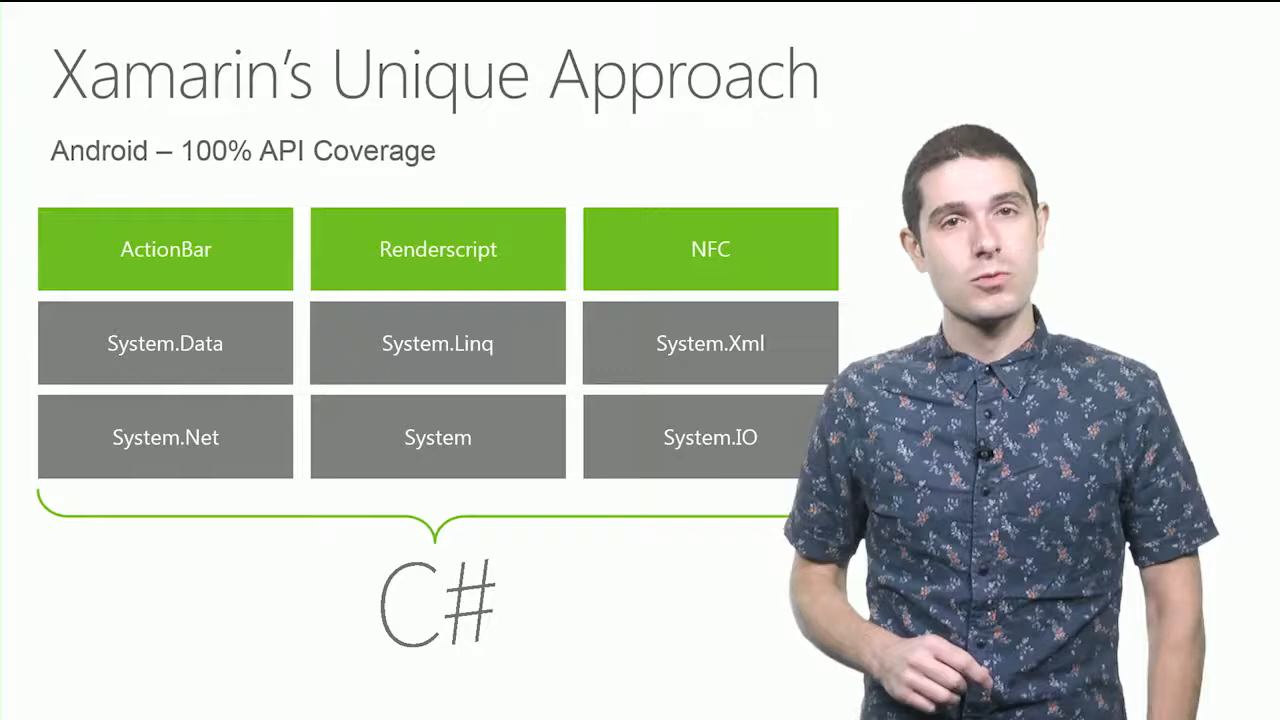 Xamarin's Unique Approach
Android – 100% API Coverage
ActionBar Renderscript NFC
System.Data System.Linq System.Xml
System.Net System System.IO
C#